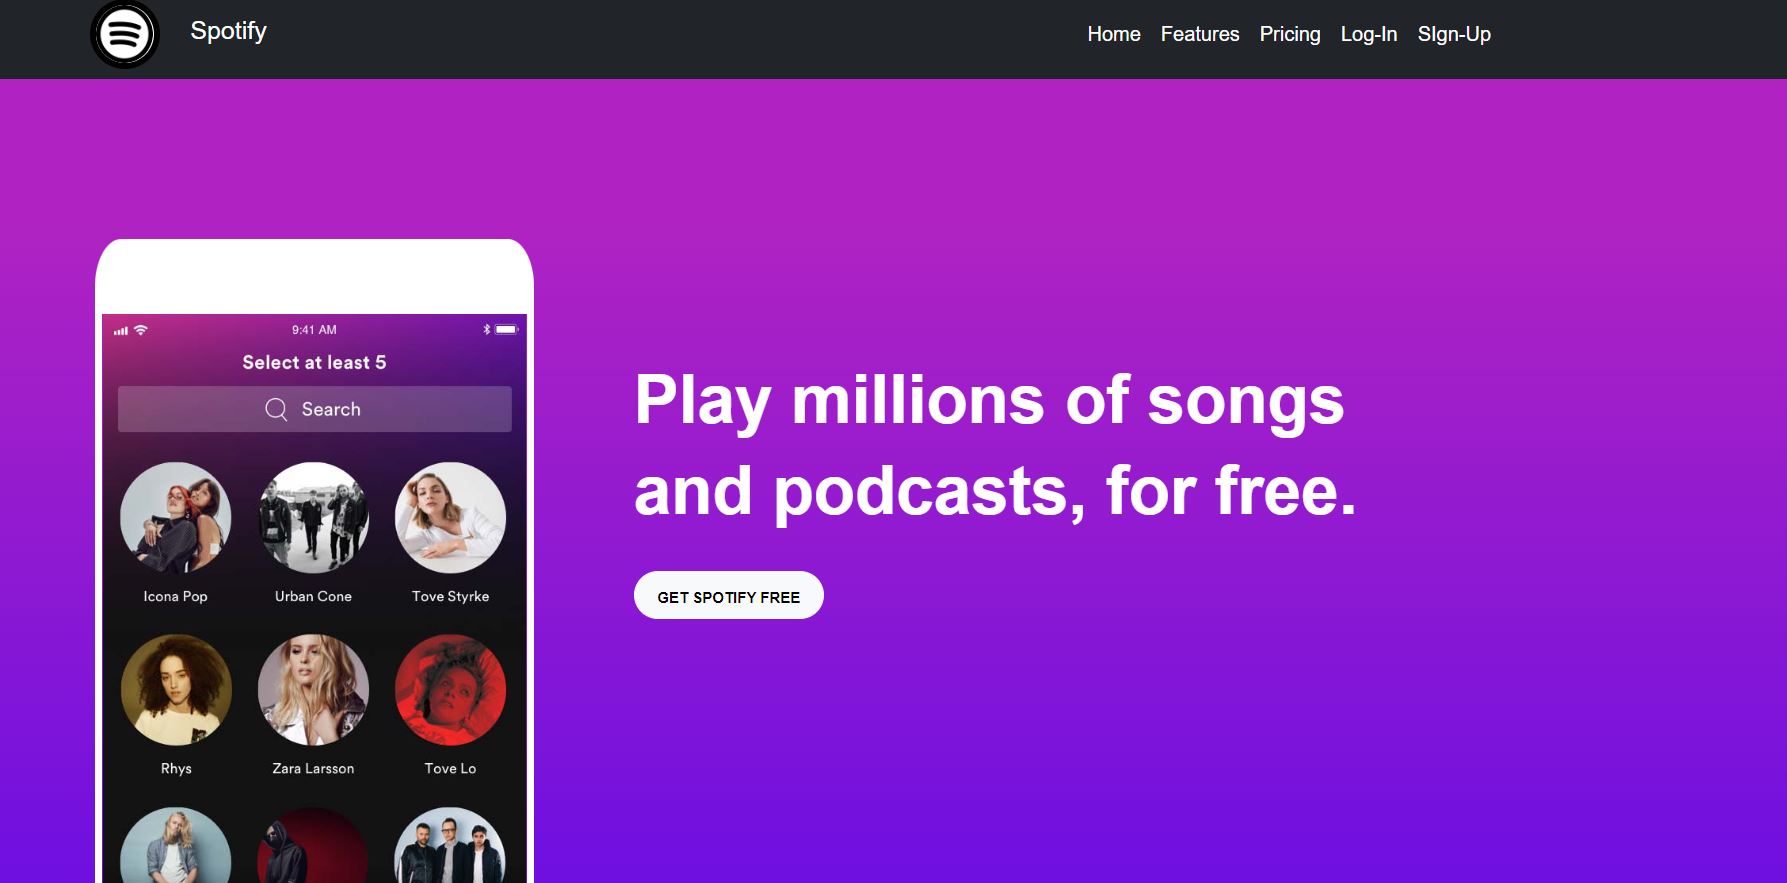 Spotify
Home Features Pricing Log-In SIgn-Up
9:41 AM
Select at least 5
Search
Icona Pop Urban Cone Tove Styrke
Rhys Zara Larsson Tove Lo
Play millions of songs
and podcasts, for free.
GET SPOTIFY FREE